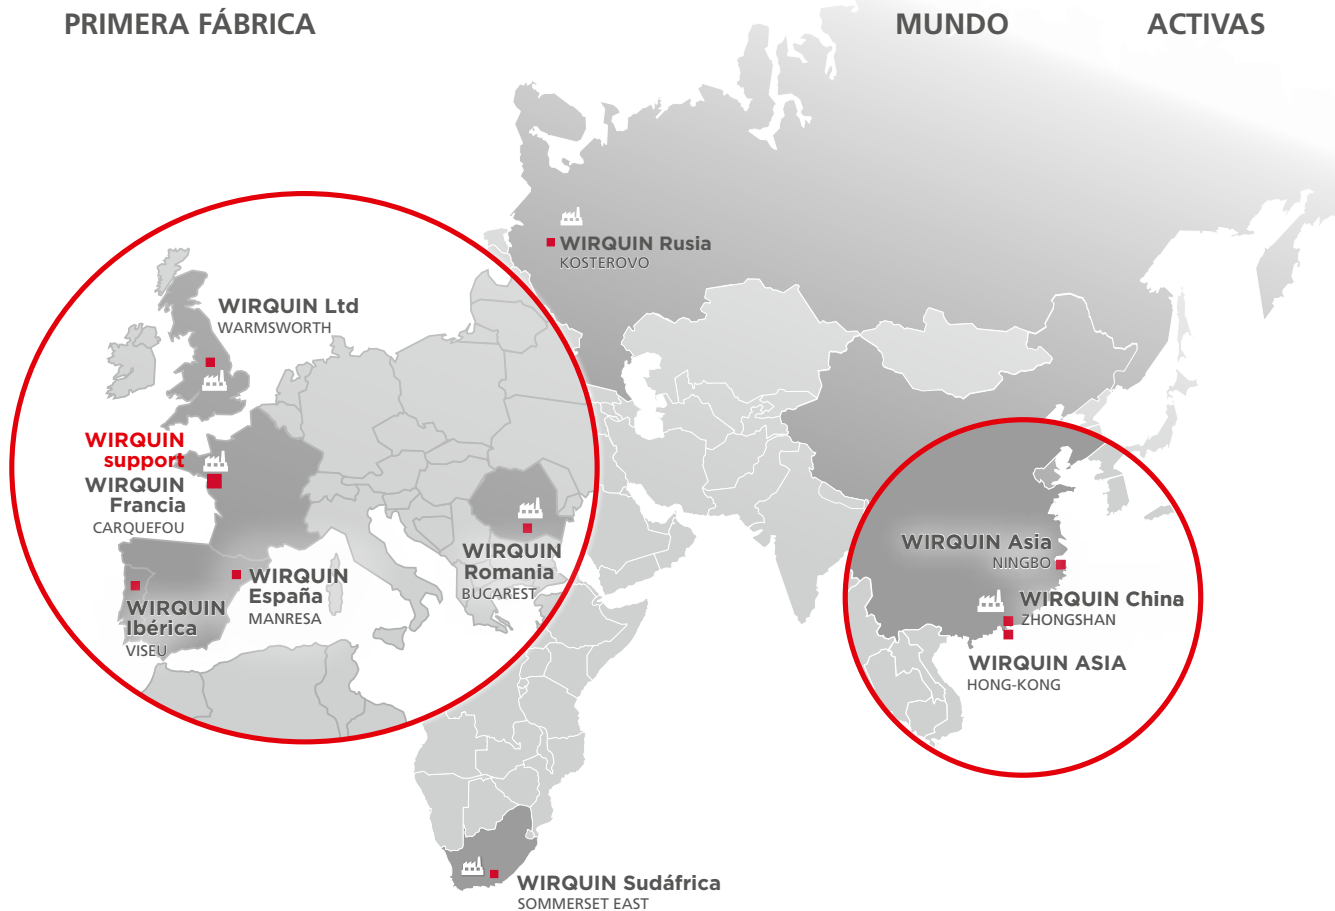 PRIMERA FÁBRICA
MUNDO
ACTIVAS
WIRQUIN Rusia
KOSTEROVO
WIRQUIN Ltd
WARMSWORTH
WIRQUIN
support
WIRQUIN
Francia
CARQUEFOU
WIRQUIN
Romania
BUCAREST
WIRQUIN
España
MANRESA
WIRQUIN
Ibérica
VISEU
WIRQUIN Asia
NINGBO
WIRQUIN China
ZHONGSHAN
WIRQUIN ASIA
HONG-KONG
WIRQUIN Sudáfrica
SOMMERSET EAST